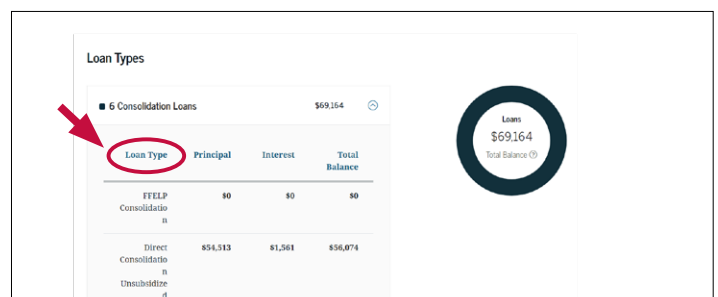 Loan Types
6 Consolidation Loans $69,164
Loan Type Principal Interest Total
Balance
FFELP $0 $0 $0
Consolidatio
n
Direct $54,513 $1,561 $56,074
Consolidatio
n
Unsubsidize
d
Loans
$69,164
Total Balance